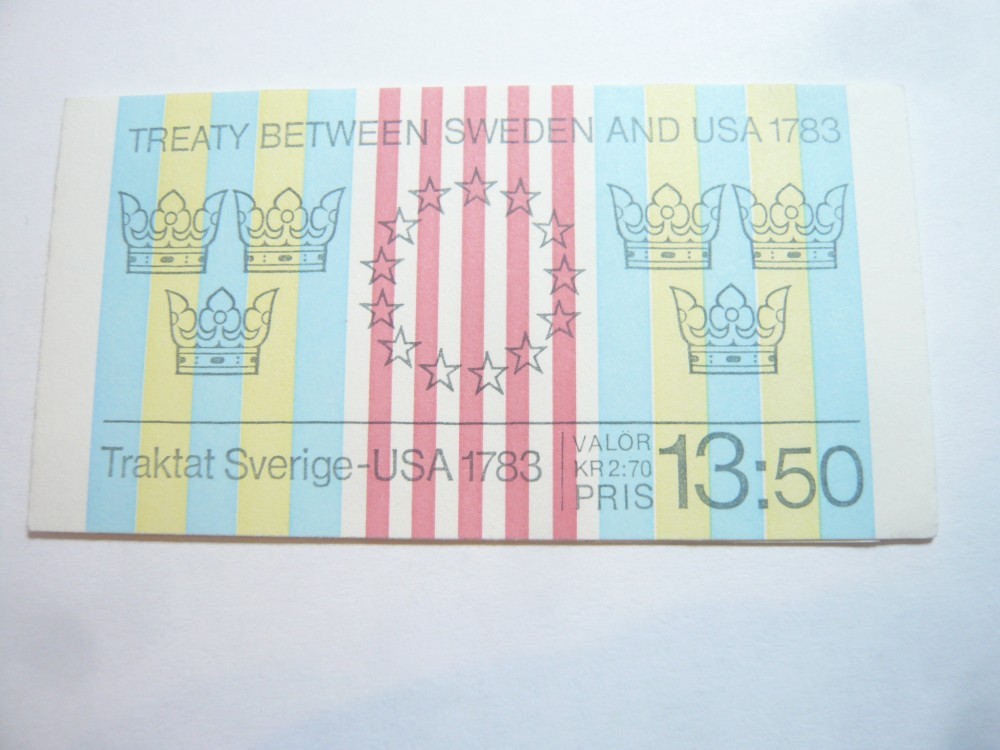 TREATY BETWEEN SWEDEN AND USA 1783
Traktat Sverige-USA 1783
VALÖR
KR 2:70
PRIS 13:50